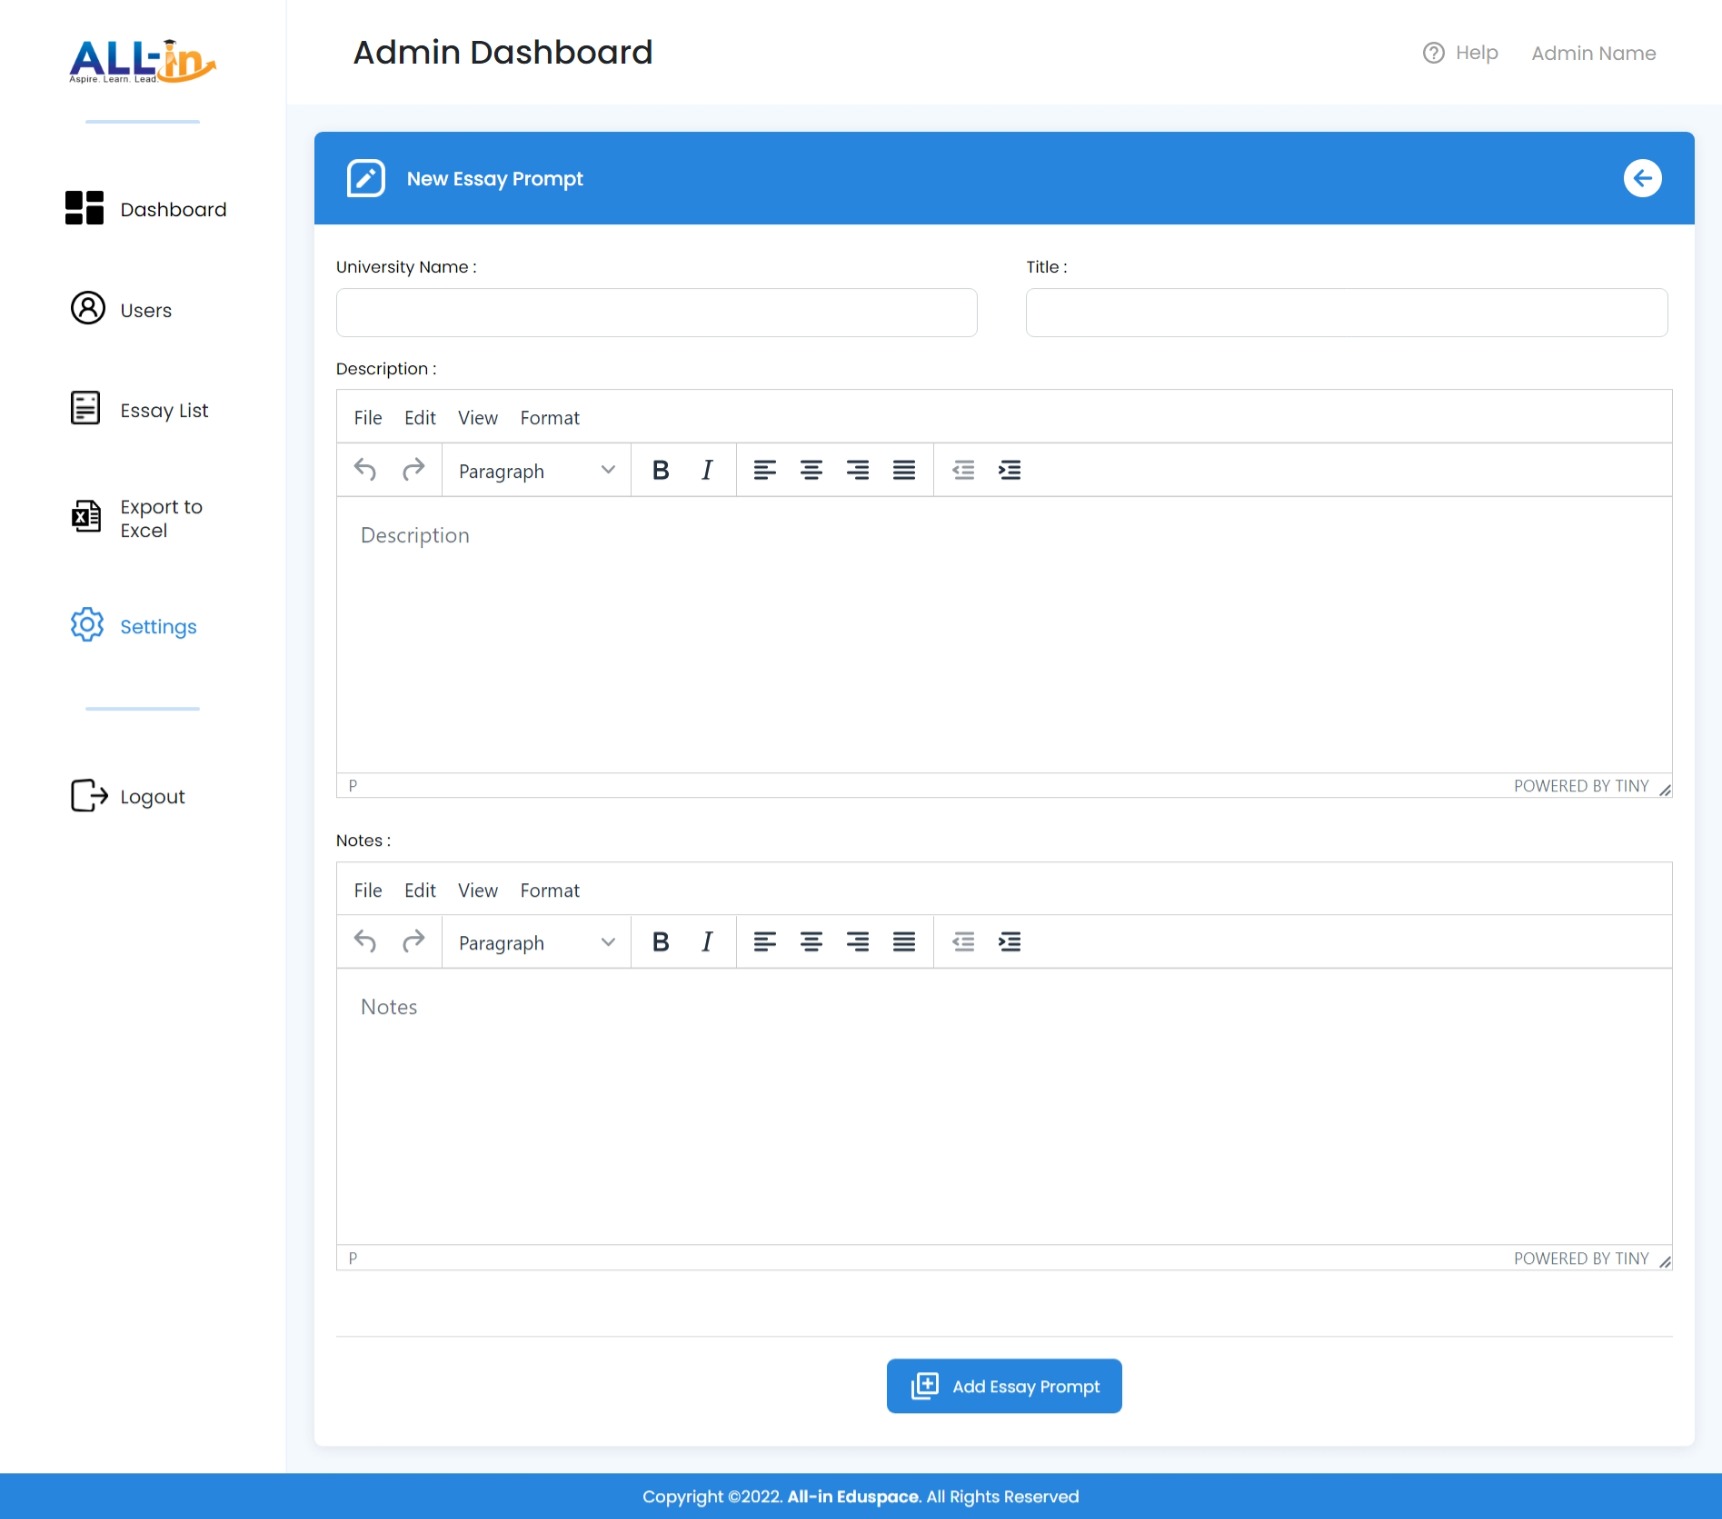 ALL-in
Aspire. Learn. Lead.
Admin Dashboard
Help
Admin Name
Dashboard
Users
Essay List
Export to
Excel
Settings
Logout
New Essay Prompt
University Name :
Title :
Description :
File Edit View Format
Paragraph B I
Description
P
POWERED BY TINY
Notes :
File Edit View Format
Paragraph B I
Notes
P
POWERED BY TINY
Add Essay Prompt
Copyright ©2022. All-in Eduspace. All Rights Reserved